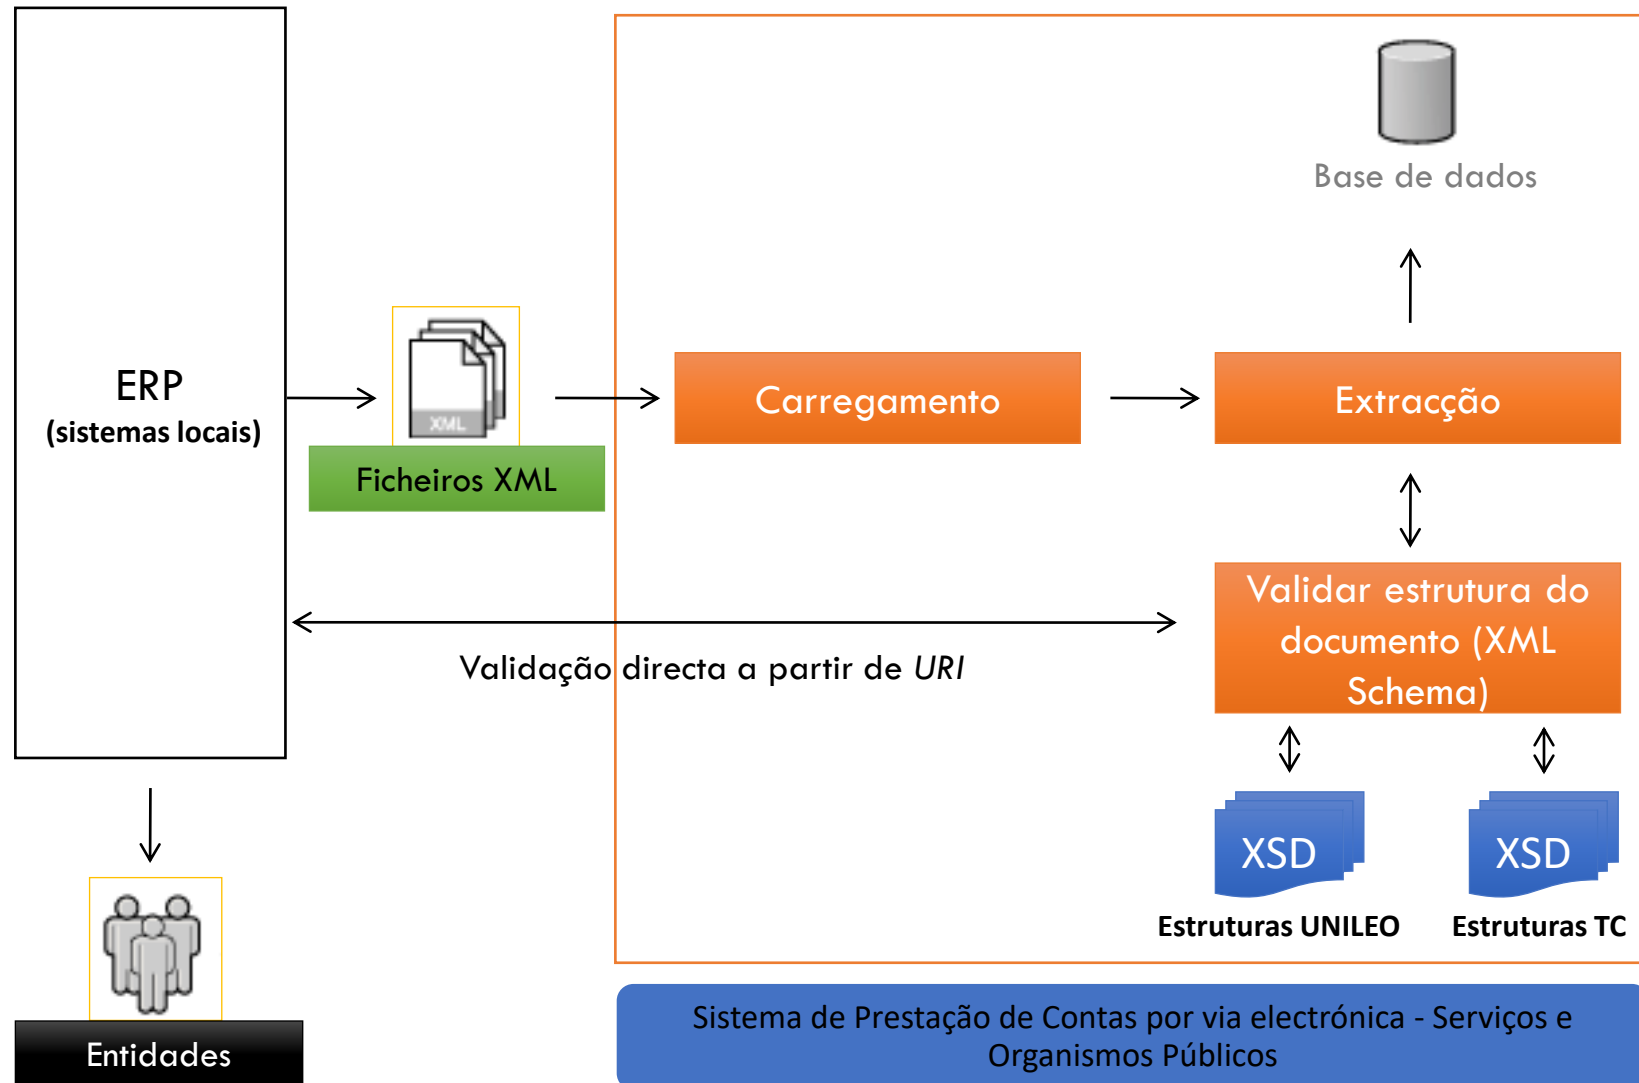 Base de dados
ERP
(sistemas locais)
XML
Ficheiros XML
Carregamento
Extracção
Validar estrutura do
documento (XML
Schema)
Validação directa a partir de URI
XSD
XSD
Estruturas UNILEO
Estruturas TC
Entidades
Sistema de Prestação de Contas por via electrónica - Serviços e
Organismos Públicos